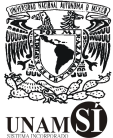 UNIVERSIDAD NACIONAL AUTONOMA DE MEXICO
UNAM SÍ
SISTEMA INCORPORADO